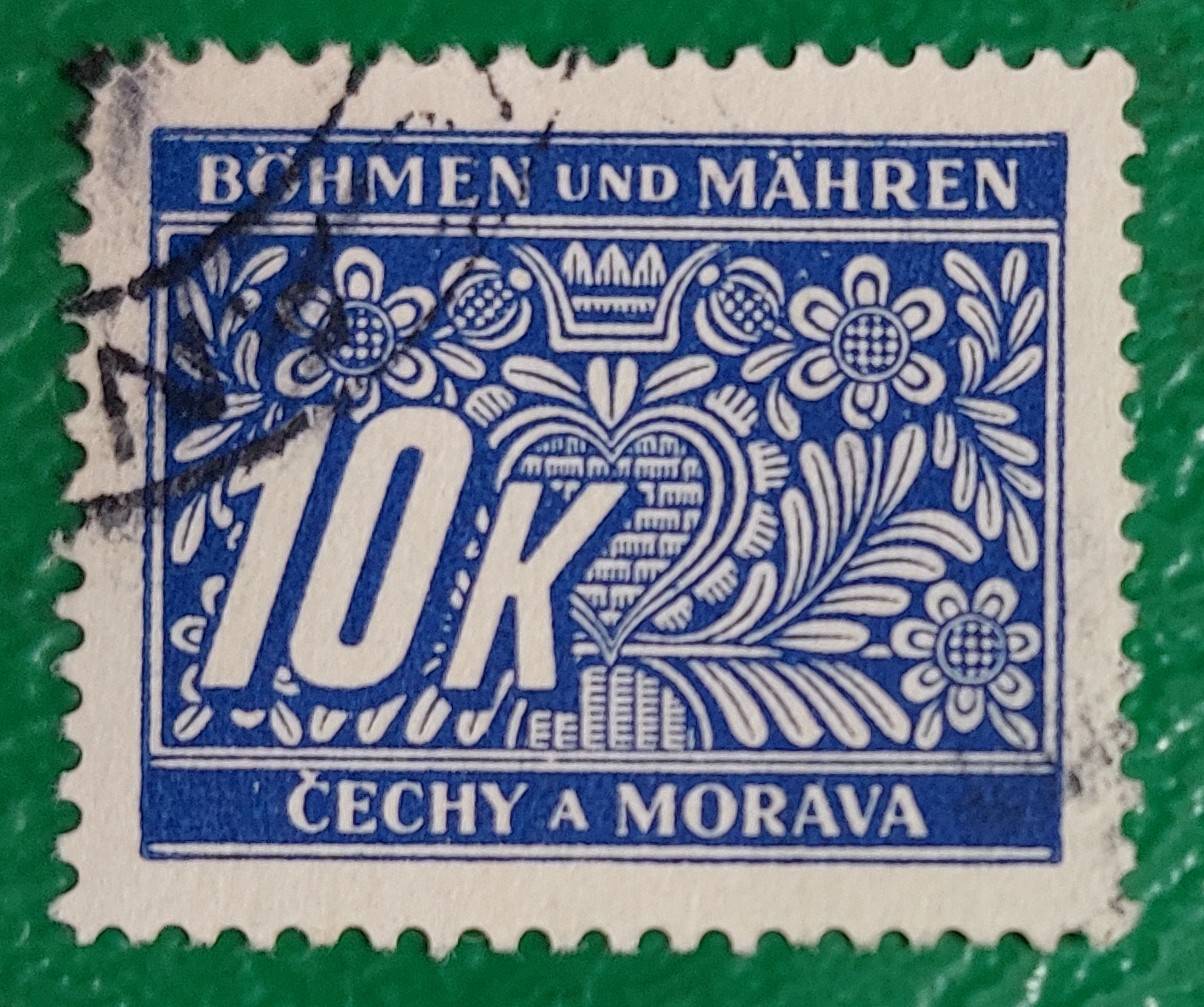 BÖHMEN UND MÄHREN
10K
ČECHY A MORAVA